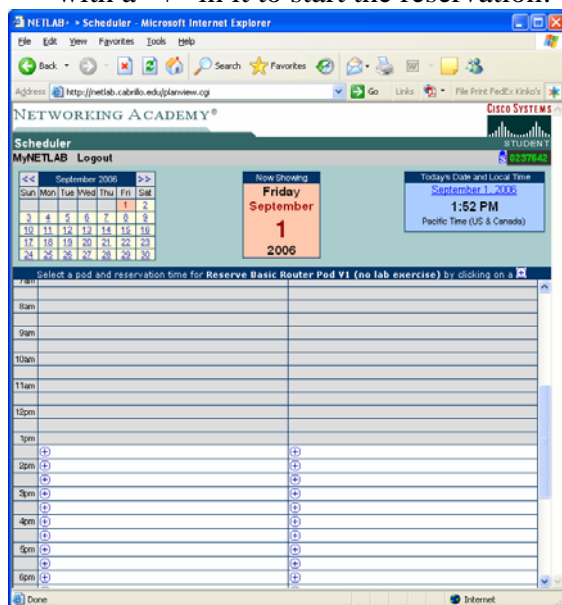 with a "+" in it to start the reservation.
NETLAB+ » Scheduler - Microsoft Internet Explorer
File Edit View Favorites Tools Help
Back Search Favorites
Address http://netlab.cabrillo.edu/planview.cgi Go Links File Print FedEx Kinko's
NETWORKING ACADEMY®
CISCO SYSTEMS
Scheduler STUDENT
MyNETLAB Logout 0237642
<< September 2006 >>
Sun Mon Tue Wed Thu Fri Sat
1 2
3 4 5 6 7 8 9
10 11 12 13 14 15 16
17 18 19 20 21 22 23
24 25 26 27 28 29 30
Now Showing
Friday
September
1
2006
Today's Date and Local Time
September 1, 2006
1:52 PM
Pacific Time (US & Canada)
Select a pod and reservation time for Reserve Basic Router Pod V1 (no lab exercise) by clicking on a +
7am
8am
9am
10am
11am
12pm
1pm
2pm
3pm
4pm
5pm
6pm
Done Internet